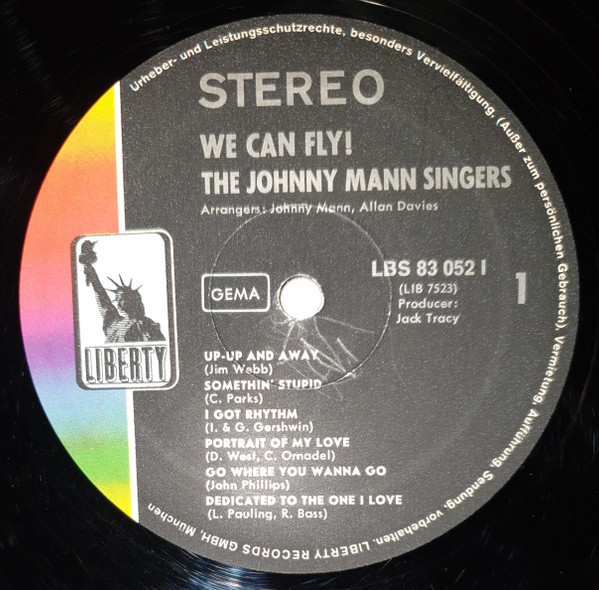 Urheber- und Leistungsschutzrechte, besonders Vervielfältigung, (Außer zum persönlichen Gebrauch), Vermietung, Aufführung, Sendung, vorbehalten. LIBERTY RECORDS GMBH, München
STEREO
WE CAN FLY!
THE JOHNNY MANN SINGERS
Arrangers: Johnny Mann, Allan Davies
LBS 83 052 I
1
(LIB 7523)
GEMA
Producer:
Jack Tracy
LIBERTY
UP-UP AND AWAY
(Jim Webb)
SOMETHIN' STUPID
(C. Parks)
I GOT RHYTHM
(I. & G. Gershwin)
PORTRAIT OF MY LOVE
(D. West, C. Ornadel)
GO WHERE YOU WANNA GO
(John Phillips)
DEDICATED TO THE ONE I LOVE
(L. Pauling, R. Bass)